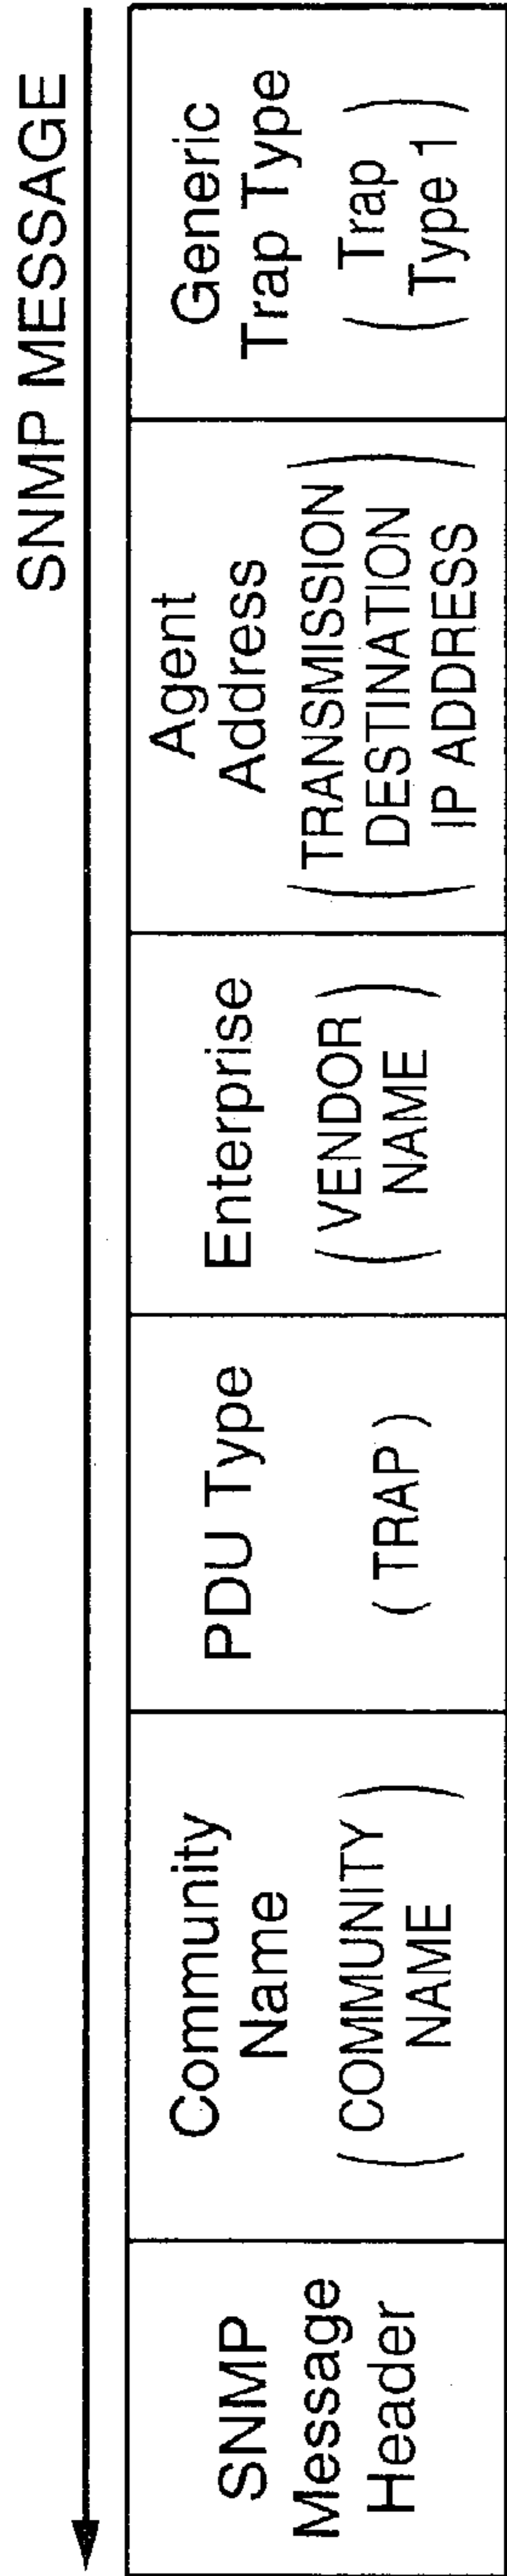 SNMP MESSAGE
SNMP
Message
Header
Community
Name
( COMMUNITY
NAME )
PDU Type
( TRAP )
Enterprise
( VENDOR
NAME )
Agent
Address
( TRANSMISSION
DESTINATION
IP ADDRESS )
Generic
Trap Type
( Trap
Type 1 )